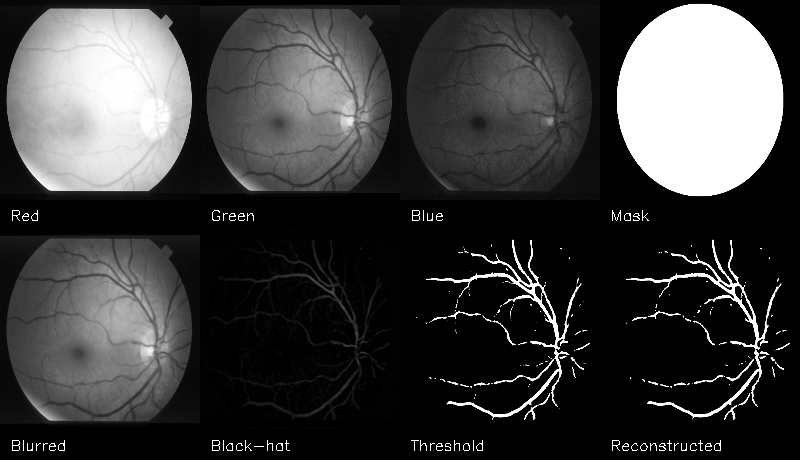 Red
Green
Blue
Mask
Blurred
Black-hat
Threshold
Reconstructed